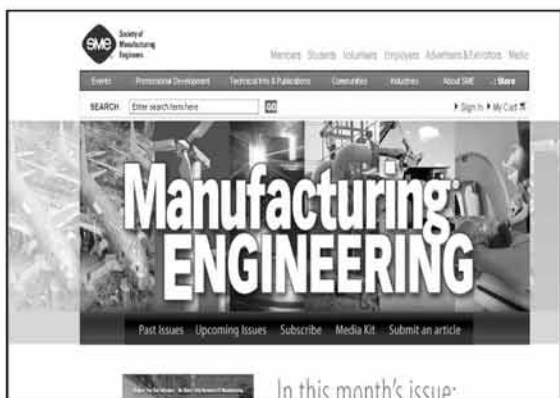 SME
Society of
Manufacturing
Engineers
Members Students Volunteers Employers Advertisers & Exhibitors Media
Events Professional Development Technical Info & Publications Communities Industries About SME Share
SEARCH Enter search term here GO Sign In My Cart
Manufacturing
ENGINEERING
Past Issues Upcoming Issues Subscribe Media Kit Submit an article
In this month's issue: